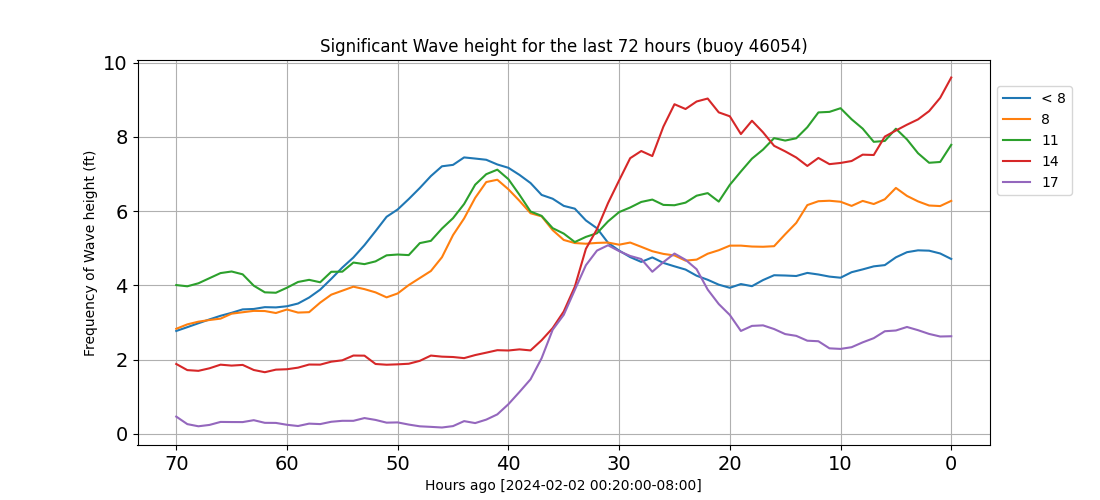 Significant Wave height for the last 72 hours (buoy 46054)
Frequency of Wave height (ft)
10
8
6
4
2
0
70 60 50 40 30 20 10 0
Hours ago [2024-02-02 00:20:00-08:00]
< 8
8
11
14
17